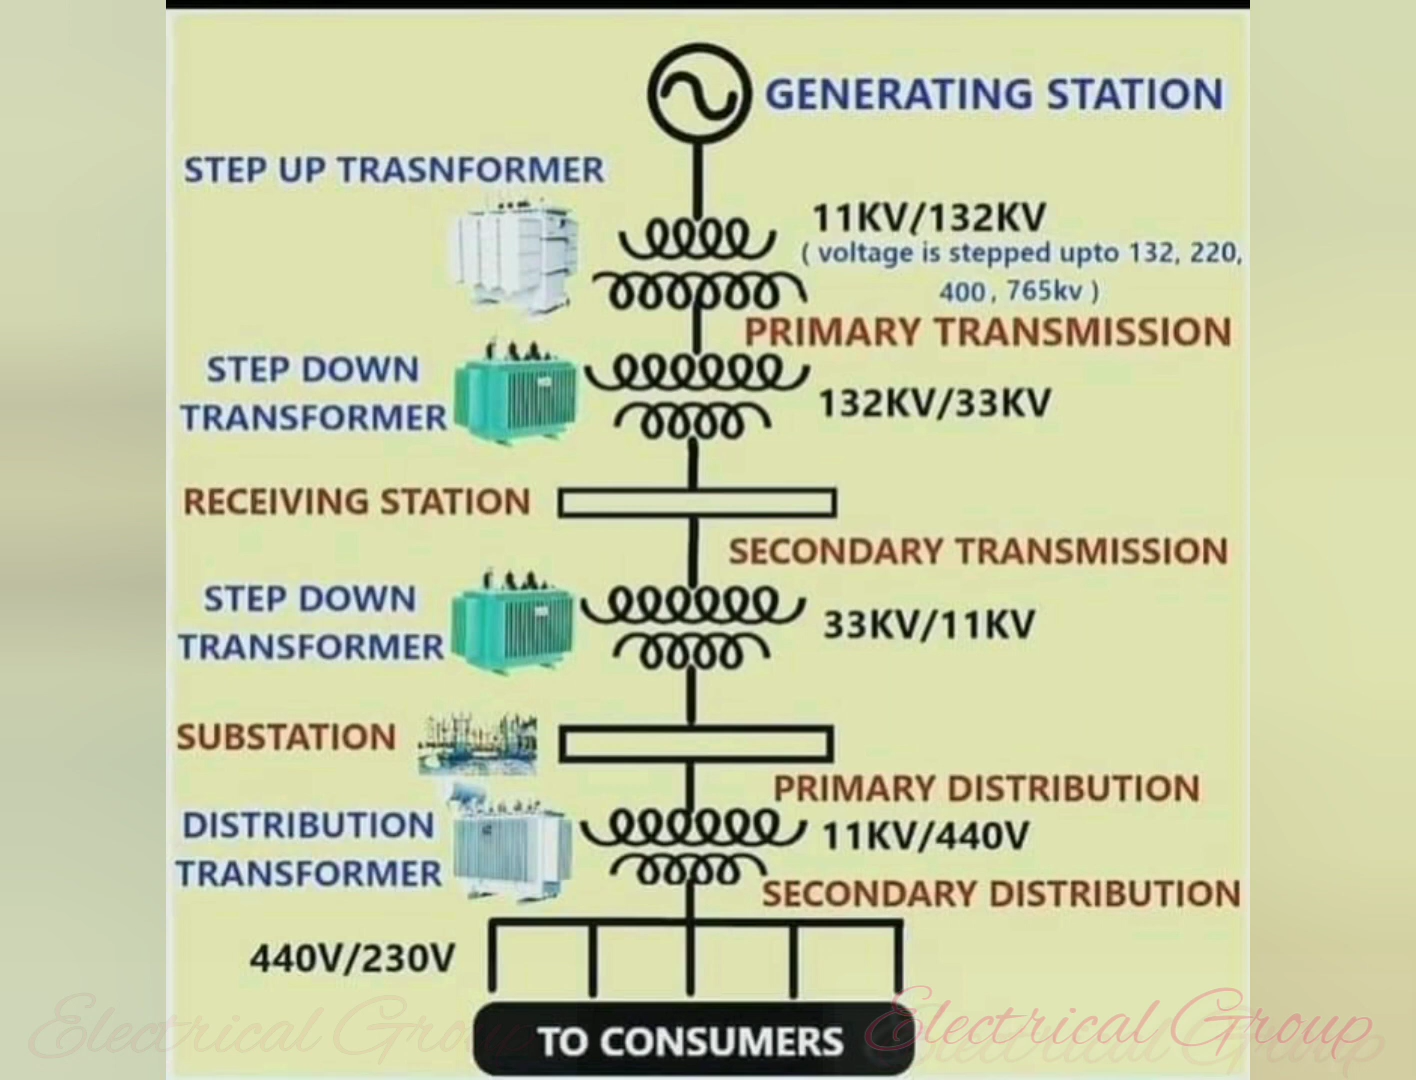 GENERATING STATION
STEP UP TRASNFORMER
11KV/132KV
( voltage is stepped upto 132, 220,
400, 765kv )
PRIMARY TRANSMISSION
STEP DOWN
TRANSFORMER
132KV/33KV
RECEIVING STATION
SECONDARY TRANSMISSION
STEP DOWN
TRANSFORMER
33KV/11KV
SUBSTATION
PRIMARY DISTRIBUTION
DISTRIBUTION
TRANSFORMER
11KV/440V
SECONDARY DISTRIBUTION
440V/230V
TO CONSUMERS
Electrical Group
Electrical Group